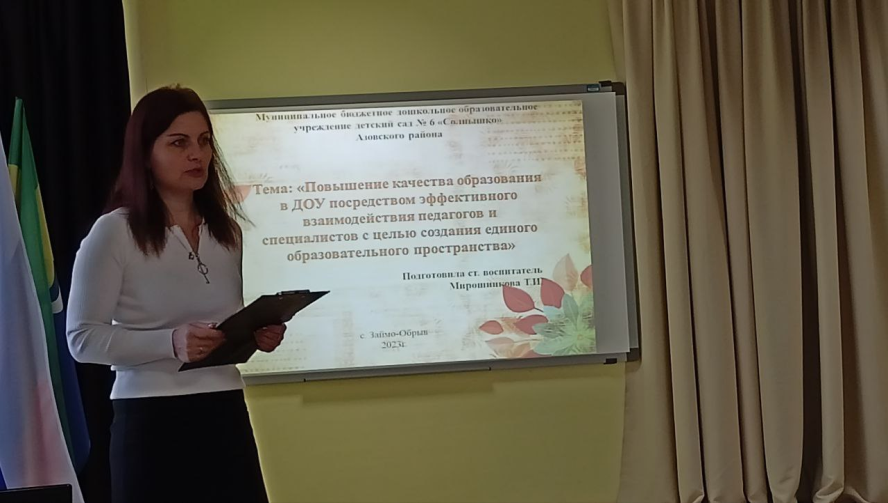 Муниципальное бюджетное дошкольное образовательное
учреждение детский сад № 6 «Солнышко»
Азовского района
Тема: «Повышение качества образования
в ДОУ посредством эффективного
взаимодействия педагогов и
специалистов с целью создания единого
образовательного пространства»
Подготовила ст. воспитатель
Мирошникова Т.И.
с. Займо-Обрыв
2023г.